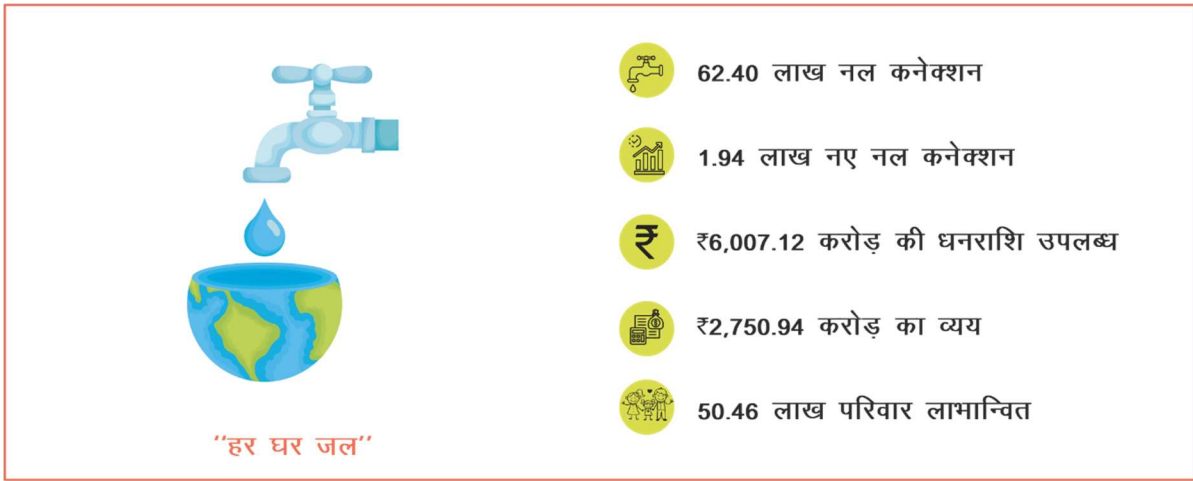 62.40 लाख नल कनेक्शन
1.94 लाख नए नल कनेक्शन
₹6,007.12 करोड़ की धनराशि उपलब्ध
₹2,750.94 करोड़ का व्यय
50.46 लाख परिवार लाभान्वित
‘‘हर घर जल’’